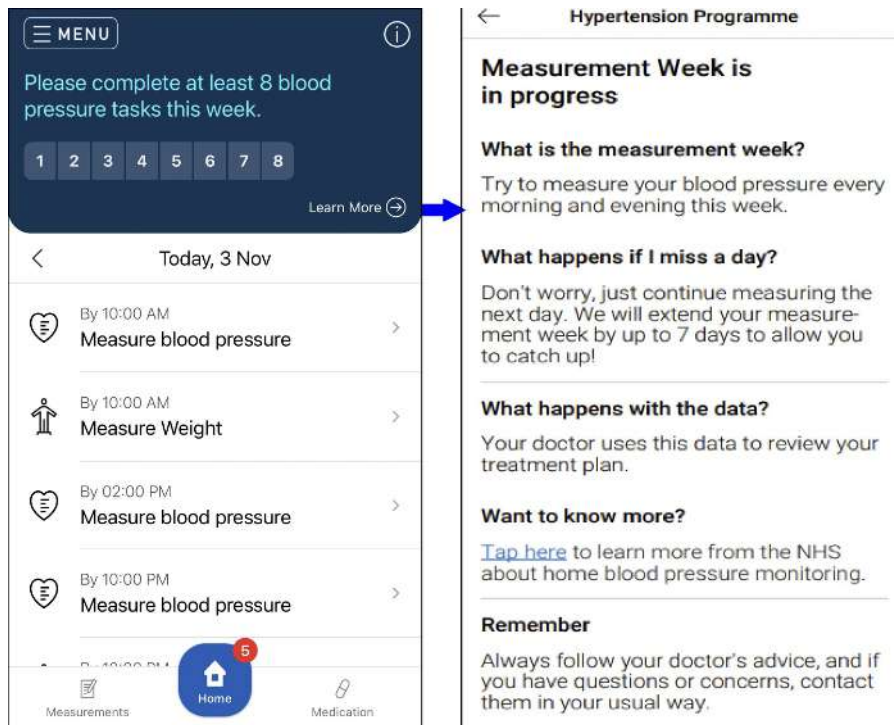 MENU
Please complete at least 8 blood
pressure tasks this week.
1 2 3 4 5 6 7 8
Learn More
Today, 3 Nov
By 10:00 AM
Measure blood pressure
By 10:00 AM
Measure Weight
By 02:00 PM
Measure blood pressure
By 10:00 PM
Measure blood pressure
5
Measurements
Home
Medication
Hypertension Programme
Measurement Week is
in progress
What is the measurement week?
Try to measure your blood pressure every
morning and evening this week.
What happens if I miss a day?
Don't worry, just continue measuring the
next day. We will extend your measure-
ment week by up to 7 days to allow you
to catch up!
What happens with the data?
Your doctor uses this data to review your
treatment plan.
Want to know more?
Tap here to learn more from the NHS
about home blood pressure monitoring.
Remember
Always follow your doctor's advice, and if
you have questions or concerns, contact
them in your usual way.